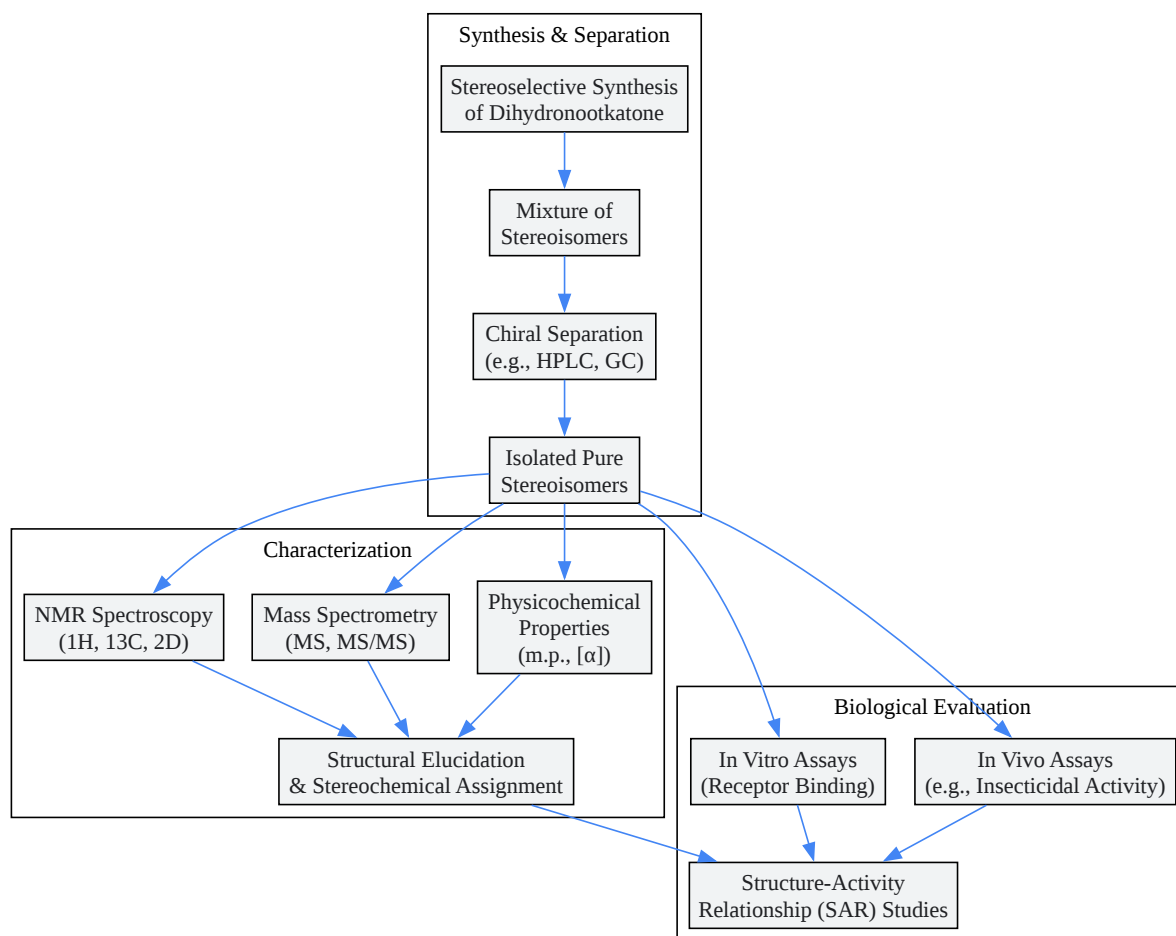 Synthesis & Separation
Stereoselective Synthesis
of Dihydronootkatone
Mixture of
Stereoisomers
Chiral Separation
(e.g., HPLC, GC)
Isolated Pure
Stereoisomers
Characterization
NMR Spectroscopy
(1H, 13C, 2D)
Mass Spectrometry
(MS, MS/MS)
Physicochemical
Properties
(m.p., [α])
Structural Elucidation
& Stereochemical Assignment
Biological Evaluation
In Vitro Assays
(Receptor Binding)
In Vivo Assays
(e.g., Insecticidal Activity)
Structure-Activity
Relationship (SAR) Studies